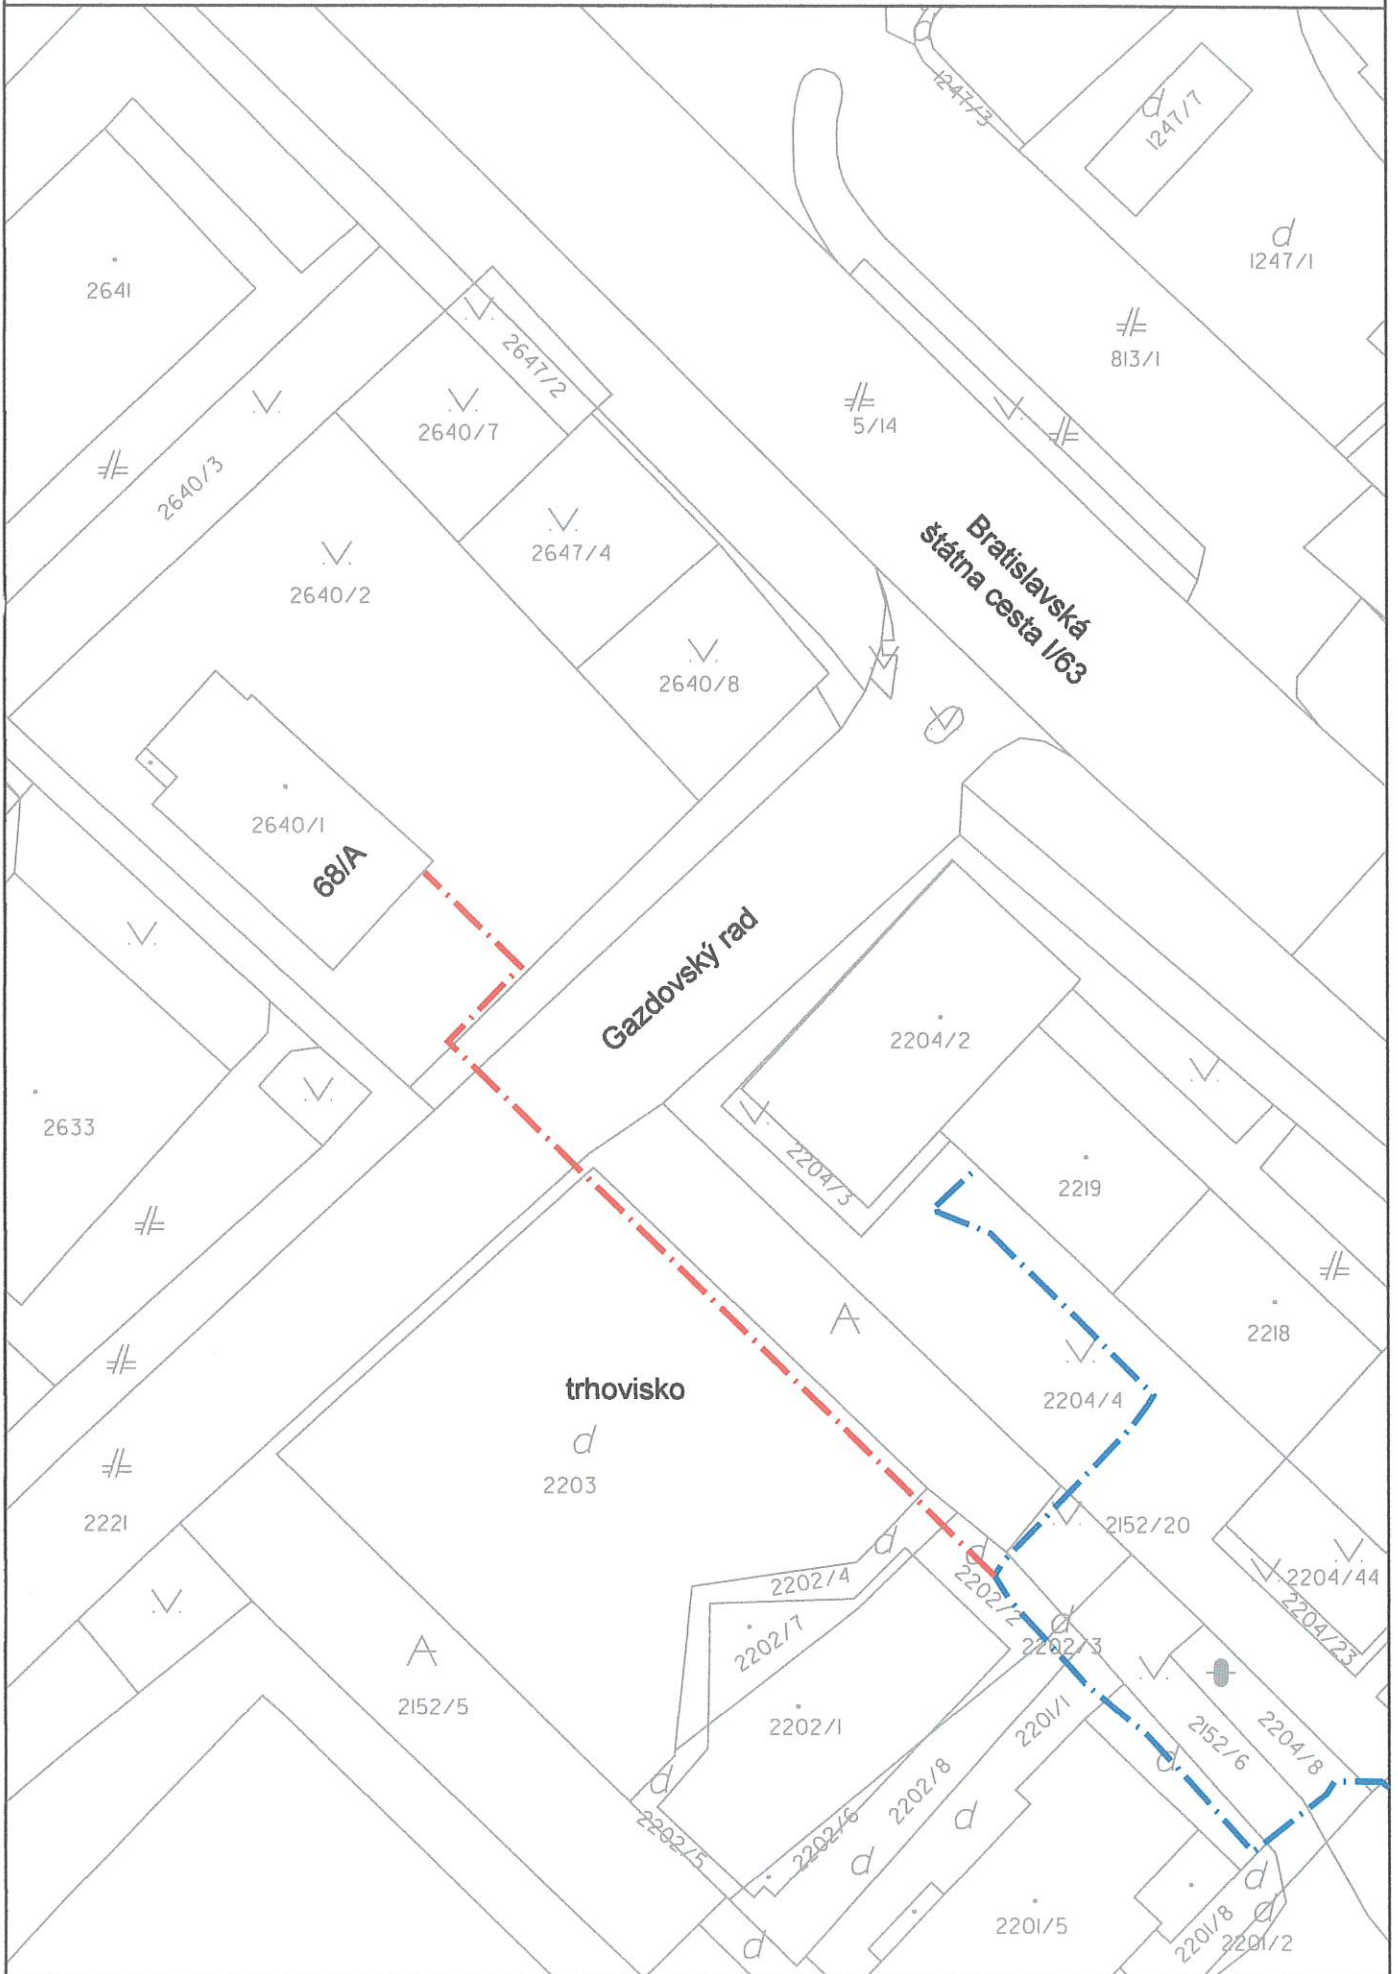 1247/3
d
1247/7
d
1247/1
2641
813/1
2647/2
2640/7
5/14
2640/3
2647/4
2640/2
Bratislavská
štátna cesta I/63
2640/8
2640/1
68/A
Gazdovský rad
2204/2
2633
2204/3
2219
2218
trhovisko
2204/4
d
2203
2221
2152/20
d
d
2202/4
2202/2
2204/44
2204/23
d
2202/3
2202/7
2152/5
2202/1
2201/1
2152/6
2204/8
d
d
2202/5
2202/6
2202/8
d
d
2201/5
d
d
d
2201/8
2201/2